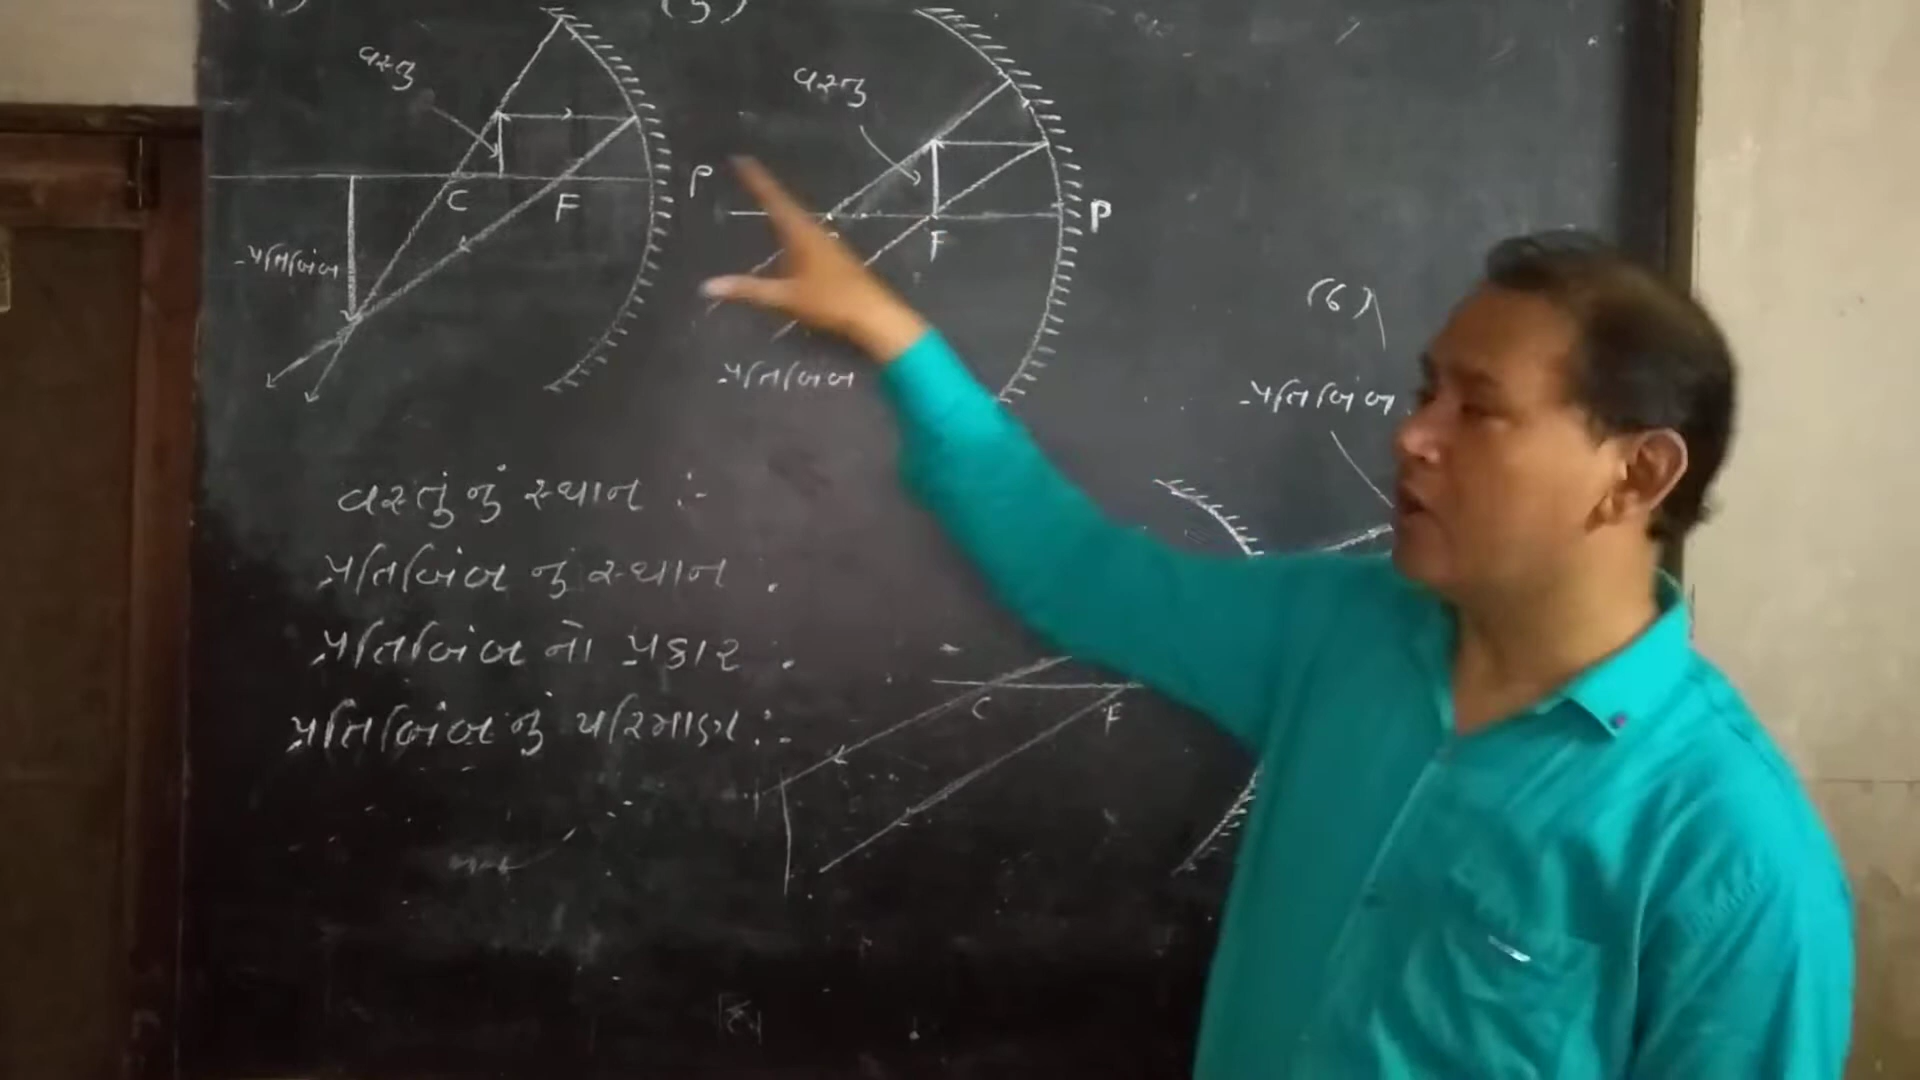 (5)
વસ્તુ
વસ્તુ
C
F
P
F
P
પ્રતિબિંબ
પ્રતિબિંબ
(6)
પ્રતિબિંબ
વસ્તુંનું સ્થાન :-
પ્રતિબિંબ નું સ્થાન :
પ્રતિબિંબ નો પ્રકાર :
પ્રતિબિંબ નું પરિમાણ :-
C
F